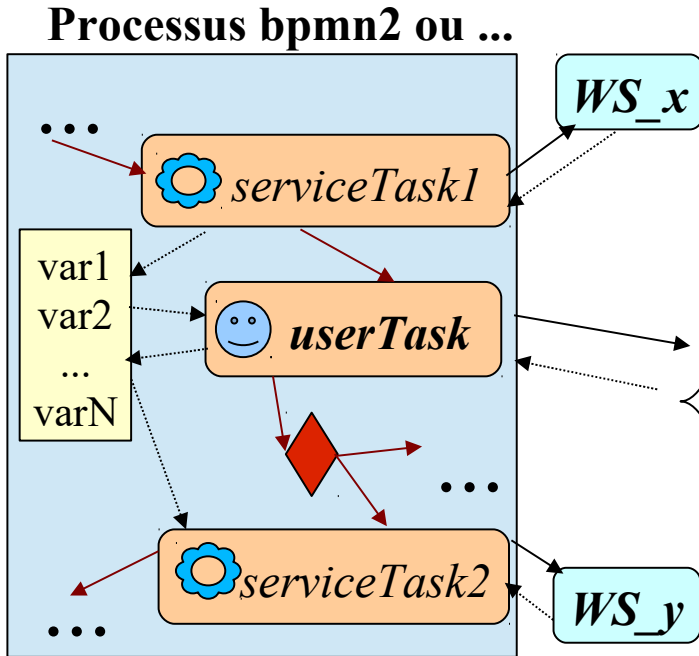 Processus bpmn2 ou ...
WS_x
...
serviceTask1
var1
var2
...
varN
userTask
...
serviceTask2
WS_y
...